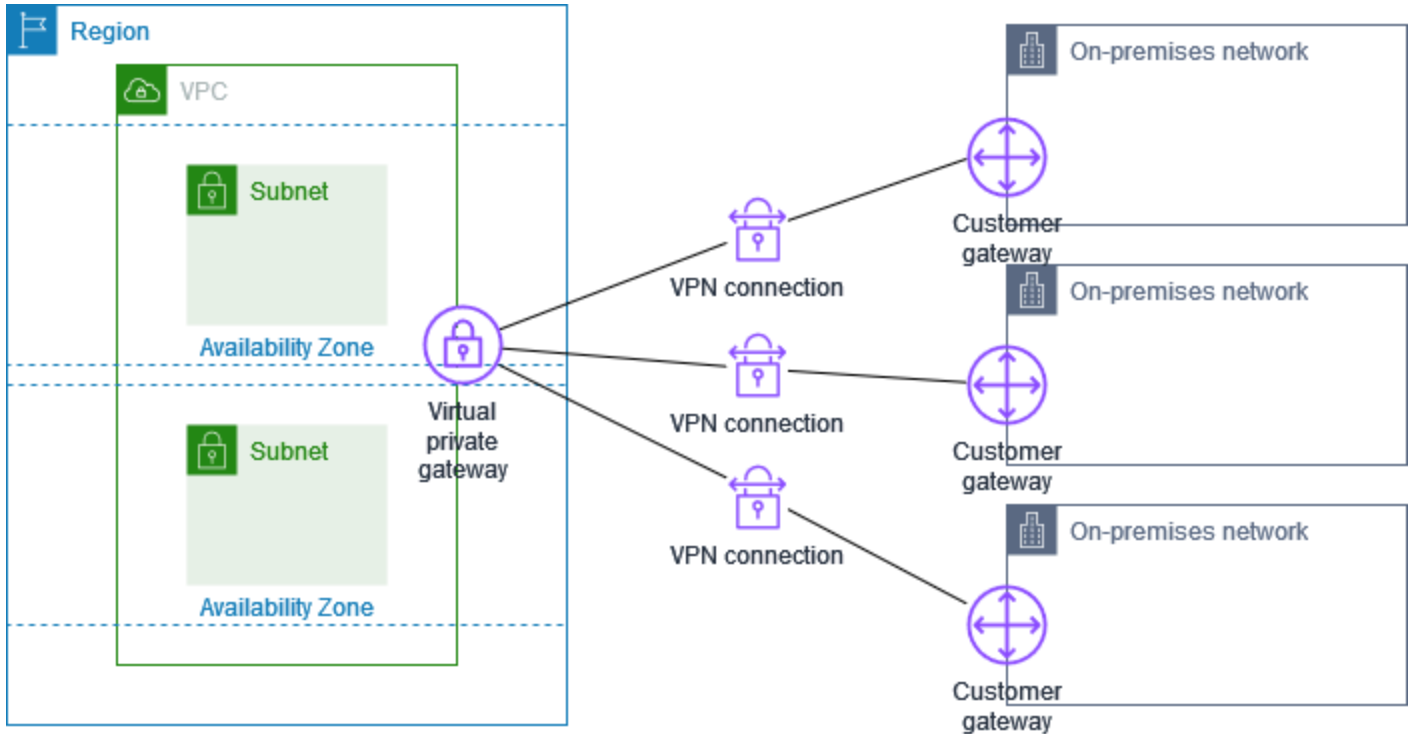 Region
VPC
Subnet
Availability Zone
Subnet
Availability Zone
Virtual
private
gateway
VPN connection
VPN connection
VPN connection
On-premises network
Customer
gateway
On-premises network
Customer
gateway
On-premises network
Customer
gateway